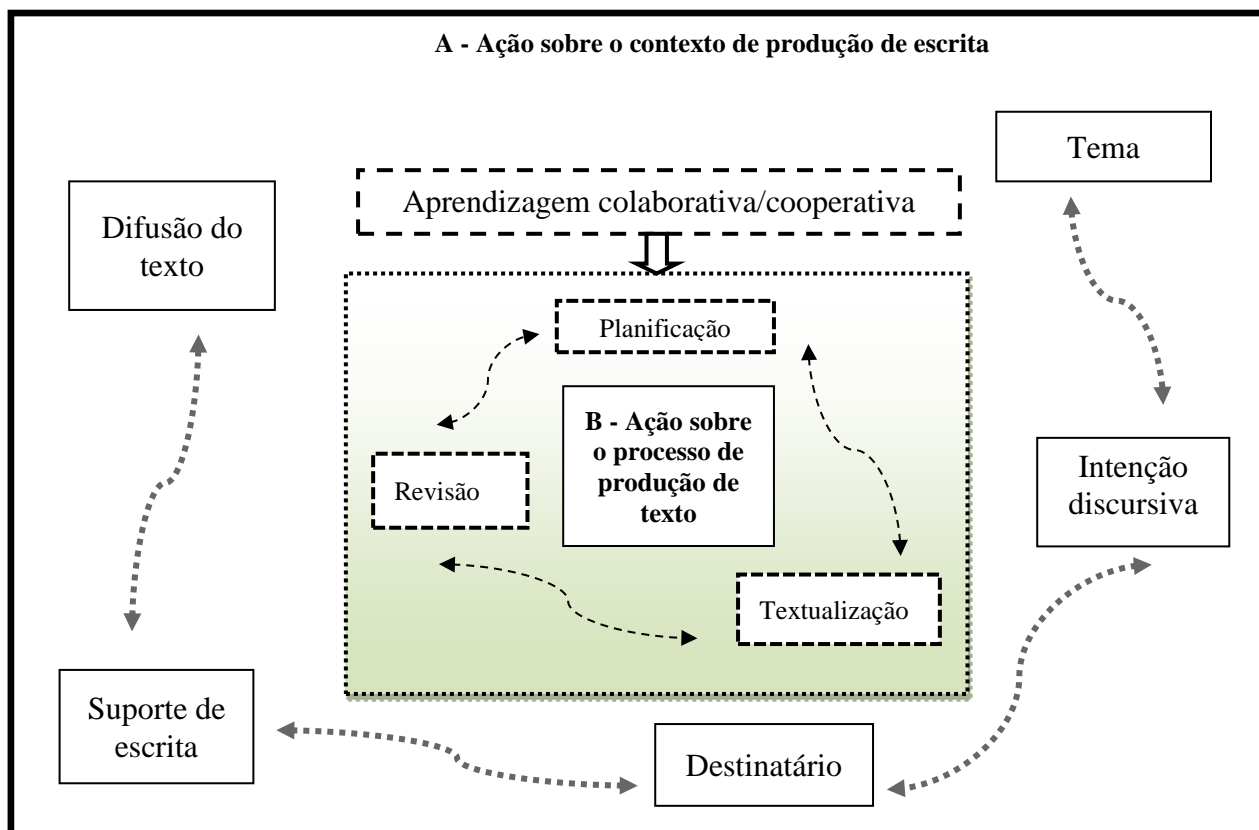 A - Ação sobre o contexto de produção de escrita
Tema
Aprendizagem colaborativa/cooperativa
Difusão do
texto
Planificação
B - Ação sobre
o processo de
produção de
texto
Revisão
Intenção
discursiva
Textualização
Suporte de
escrita
Destinatário